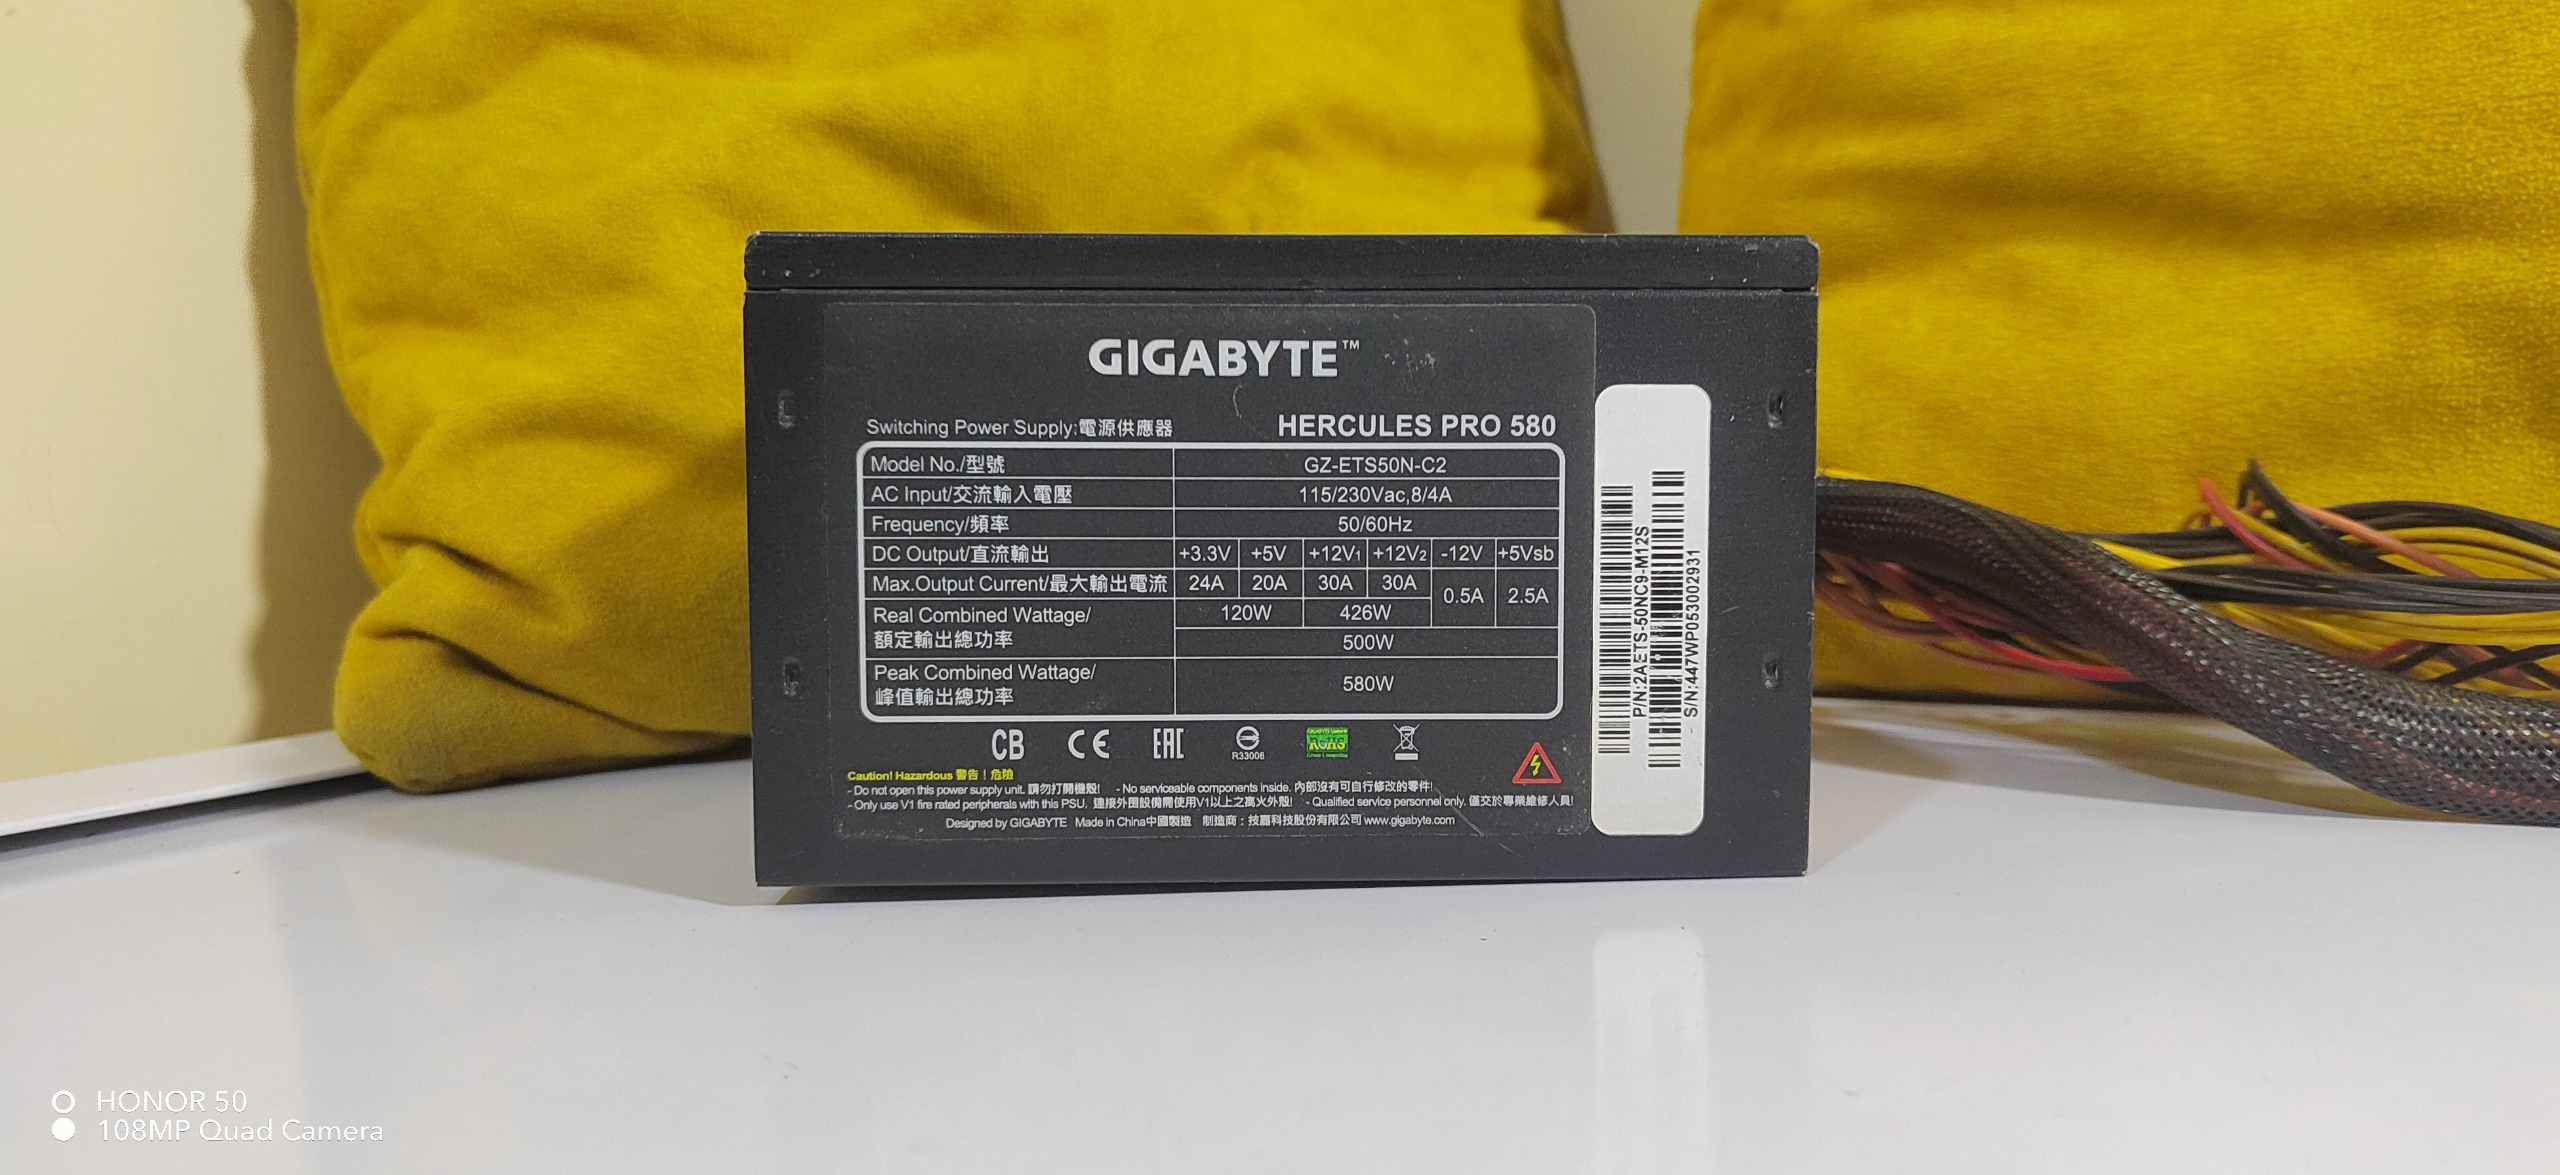 GIGABYTE™
Switching Power Supply:電源供應器 HERCULES PRO 580
Model No./型號 GZ-ETS50N-C2
AC Input/交流輸入電壓 115/230Vac,8/4A
Frequency/頻率 50/60Hz
DC Output/直流輸出 +3.3V +5V +12V1 +12V2 -12V +5Vsb
Max.Output Current/最大輸出電流 24A 20A 30A 30A 0.5A 2.5A
Real Combined Wattage/ 120W 426W
額定輸出總功率 500W
Peak Combined Wattage/ 580W
峰值輸出總功率
CB CE EAC R33006 RoHS
Caution! Hazardous 警告！危險
- Do not open this power supply unit. 請勿打開機殼! - No serviceable components inside. 內部沒有可自行修改的零件!
- Only use V1 fire rated peripherals with this PSU. 連接外圍設備需使用V1以上之萬火外殼! - Qualified service personnel only. 僅交於專業維修人員!
Designed by GIGABYTE Made in China中國製造 制造商：技嘉科技股份有限公司 www.gigabyte.com
P/N:2AETS-50NC9-M12S
S/N:447WP053002931
HONOR 50
108MP Quad Camera